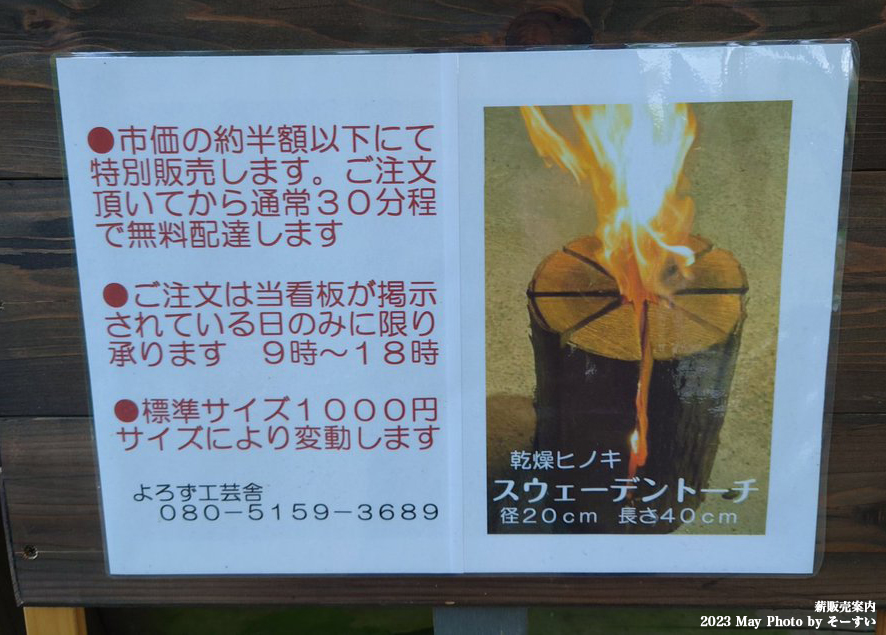 ●市価の約半額以下にて
特別販売します。ご注文
頂いてから通常３０分程
で無料配達します
●ご注文は当看板が掲示
されている日のみに限り
承ります　９時～１８時
●標準サイズ１０００円
サイズにより変動します
よろず工芸舎
０８０－５１５９－３６８９
乾燥ヒノキ
スウェーデントーチ
径２０ｃｍ　長さ４０ｃｍ
薪販売案内
2023 May Photo by そーすい